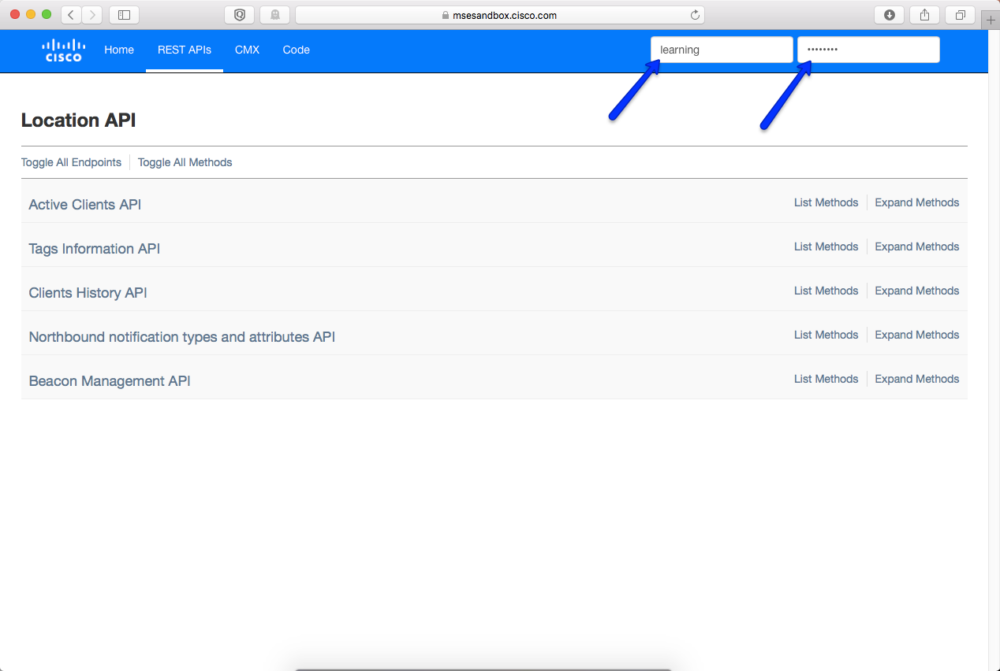 msesandbox.cisco.com
CISCO Home REST APIs CMX Code learning ••••••••
Location API
Toggle All Endpoints Toggle All Methods
Active Clients API List Methods Expand Methods
Tags Information API List Methods Expand Methods
Clients History API List Methods Expand Methods
Northbound notification types and attributes API List Methods Expand Methods
Beacon Management API List Methods Expand Methods